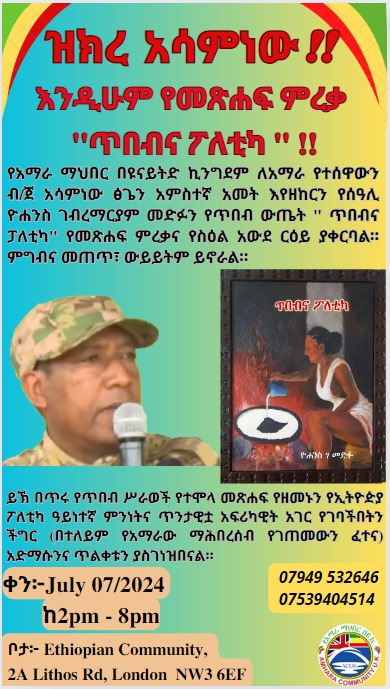 ዝክረ አሳምነው !!
እንዲሁም የመጽሐፍ ምረቃ
"ጥበብና ፖለቲካ " !!
የአማራ ማህበር በዩናይትድ ኪንግደም ለአማራ የተሰዋውን
ብ/ጀ አሳምነው ፅጌን አምስተኛ አመት እየዘከርን የሰዓሊ
ዮሐንስ ገብረማርያም መድፉን የጥበብ ውጤት " ጥበብና
ፓለቲካ" የመጽሐፍ ምረቃና የስዕል አውደ ርዕይ ያቀርባል።
ምግብና መጠጥ፣ ውይይትም ይኖራል።
ጥበብና ፖለቲካ
ዮሐንስ ገ መድፉ
ይኽ በጥሩ የጥበብ ሥራወች የተሞላ መጽሐፍ የዘመኑን የኢትዮድያ
ፖለቲካ ዓይነተኛ ምንነትና ጥንታዊቷ አፍሪካዊት አገር የገባችበትን
ችግር (በተለይም የአማራው ማሕበረሰብ የገጠመውን ፈተና)
አድማሱንና ጥልቀቱን ያስገነዝበናል።
ቀን፦July 07/2024
ከ2pm - 8pm
07949 532646
07539404514
ቦታ፦ Ethiopian Community,
2A Lithos Rd, London NW3 6EF
ACUK
AMHARA COMMUNITY U.K